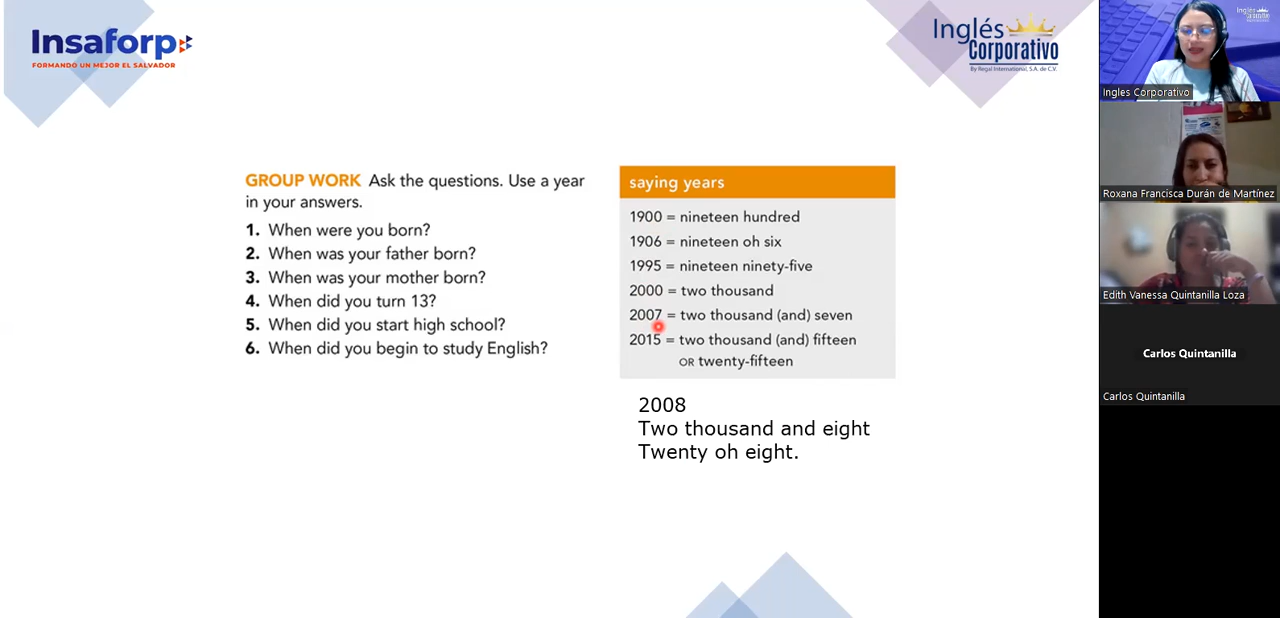 Insaforp
FORMANDO UN MEJOR EL SALVADOR
Inglés
Corporativo
By Regal International, S.A. de C.V.
GROUP WORK Ask the questions. Use a year
in your answers.
1. When were you born?
2. When was your father born?
3. When was your mother born?
4. When did you turn 13?
5. When did you start high school?
6. When did you begin to study English?
saying years
1900 = nineteen hundred
1906 = nineteen oh six
1995 = nineteen ninety-five
2000 = two thousand
2007 = two thousand (and) seven
2015 = two thousand (and) fifteen
OR twenty-fifteen
2008
Two thousand and eight
Twenty oh eight.
Inglés
Ingles Corporativo
Roxana Francisca Durán de Martínez
Edith Vanessa Quintanilla Loza
Carlos Quintanilla
Carlos Quintanilla